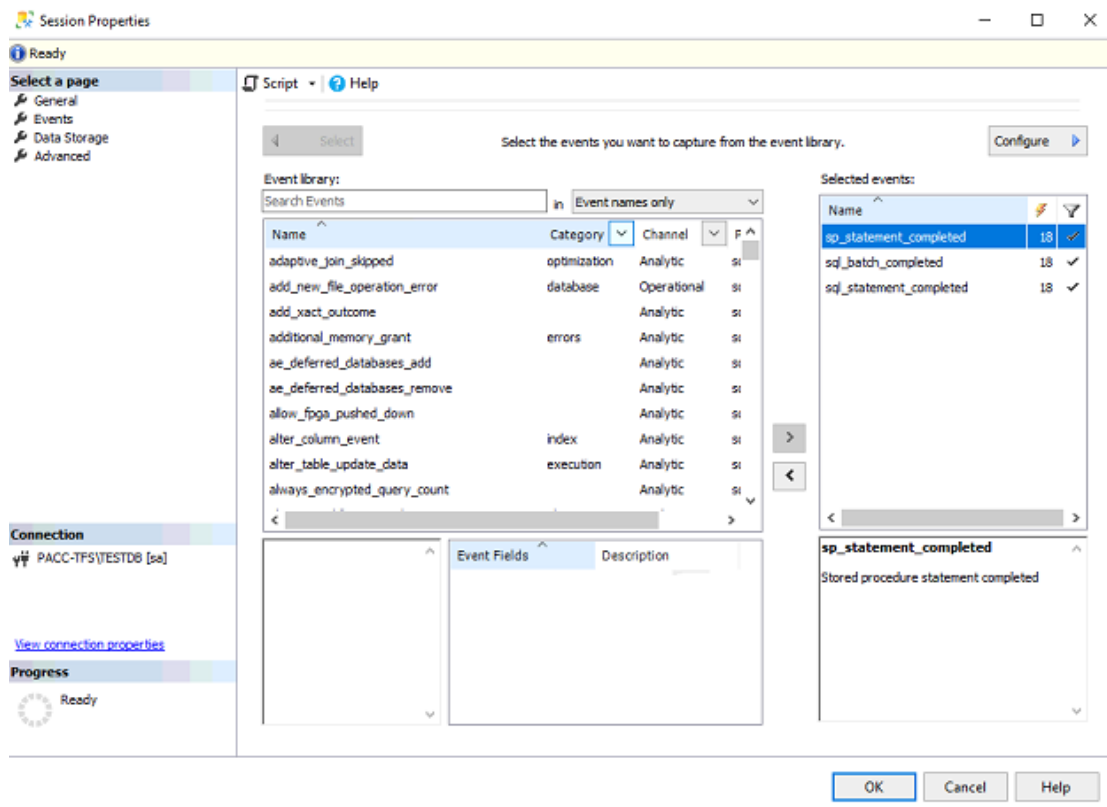 Session Properties
Ready
Select a page
General
Events
Data Storage
Advanced
Script
Help
Select
Select the events you want to capture from the event library.
Configure
Event library:
Search Events
in
Event names only
Name Category Channel
adaptive_join_skipped optimization Analytic
add_new_file_operation_error database Operational
add_xact_outcome Analytic
additional_memory_grant errors Analytic
ae_deferred_databases_add Analytic
ae_deferred_databases_remove Analytic
allow_fpga_pushed_down Analytic
alter_column_event index Analytic
alter_table_update_data execution Analytic
always_encrypted_query_count Analytic
Selected events:
Name
sp_statement_completed 18
sql_batch_completed 18
sql_statement_completed 18
Event Fields Description
sp_statement_completed
Stored procedure statement completed
Connection
PACC-TFS\TESTDB [sa]
View connection properties
Progress
Ready
OK
Cancel
Help